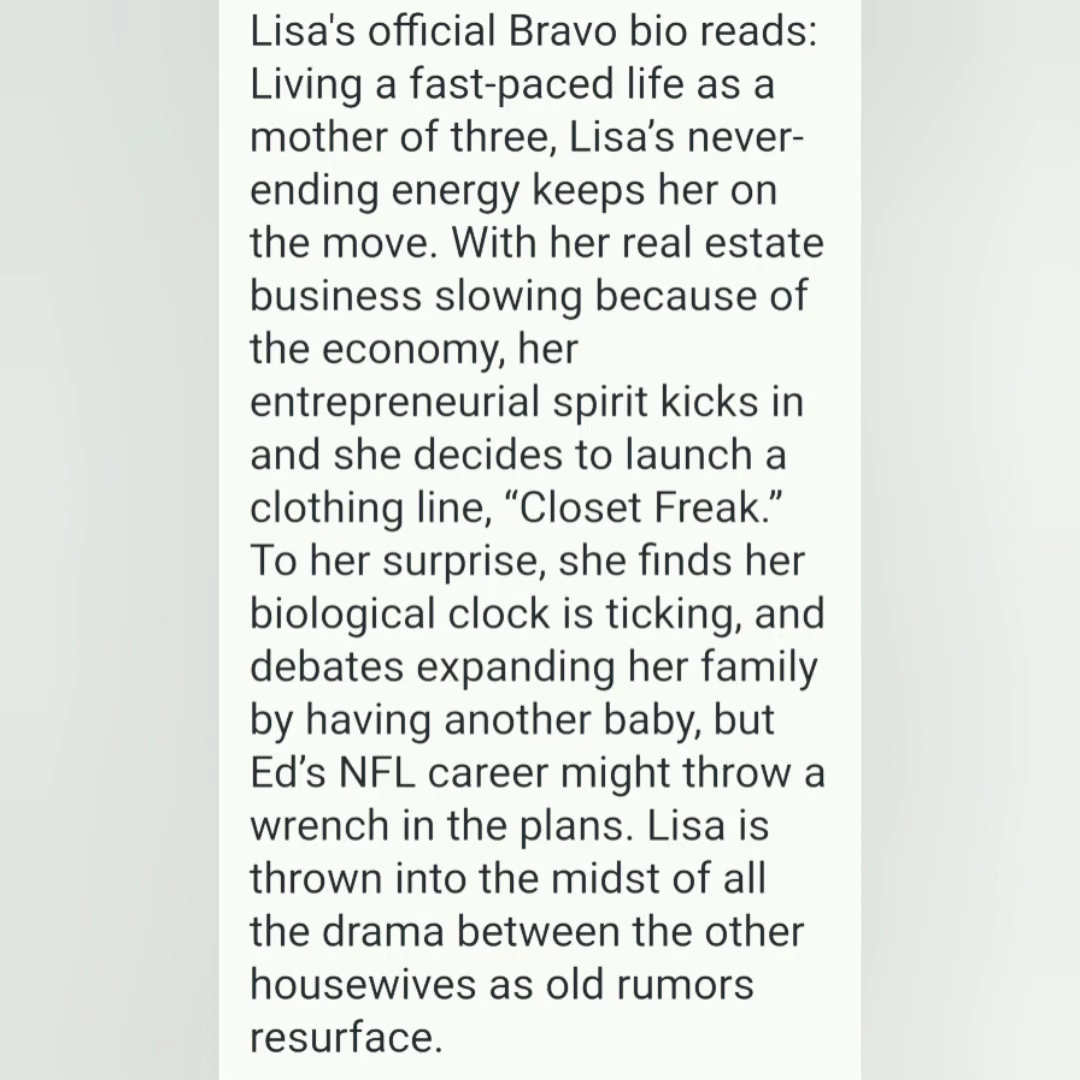 Lisa's official Bravo bio reads:
Living a fast-paced life as a
mother of three, Lisa’s never-
ending energy keeps her on
the move. With her real estate
business slowing because of
the economy, her
entrepreneurial spirit kicks in
and she decides to launch a
clothing line, “Closet Freak.”
To her surprise, she finds her
biological clock is ticking, and
debates expanding her family
by having another baby, but
Ed’s NFL career might throw a
wrench in the plans. Lisa is
thrown into the midst of all
the drama between the other
housewives as old rumors
resurface.